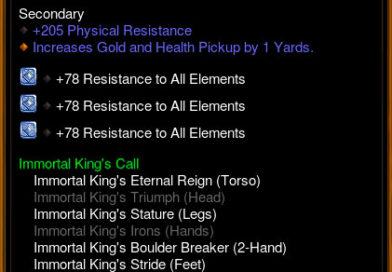 Secondary
+205 Physical Resistance
Increases Gold and Health Pickup by 1 Yards.
+78 Resistance to All Elements
+78 Resistance to All Elements
+78 Resistance to All Elements
Immortal King's Call
Immortal King's Eternal Reign (Torso)
Immortal King's Triumph (Head)
Immortal King's Stature (Legs)
Immortal King's Irons (Hands)
Immortal King's Boulder Breaker (2-Hand)
Immortal King's Stride (Feet)